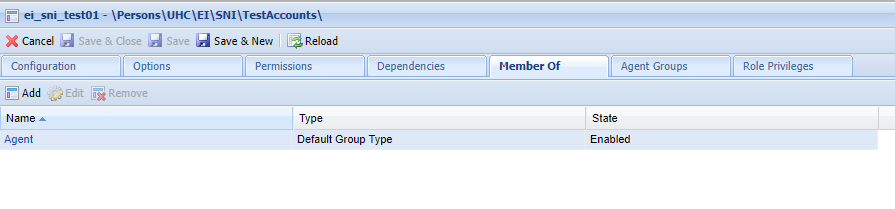 ei_sni_test01 - \Persons\UHC\EI\SNI\TestAccounts\
Cancel Save & Close Save Save & New Reload
Configuration Options Permissions Dependencies Member Of Agent Groups Role Privileges
Add Edit Remove
Name Type State
Agent Default Group Type Enabled